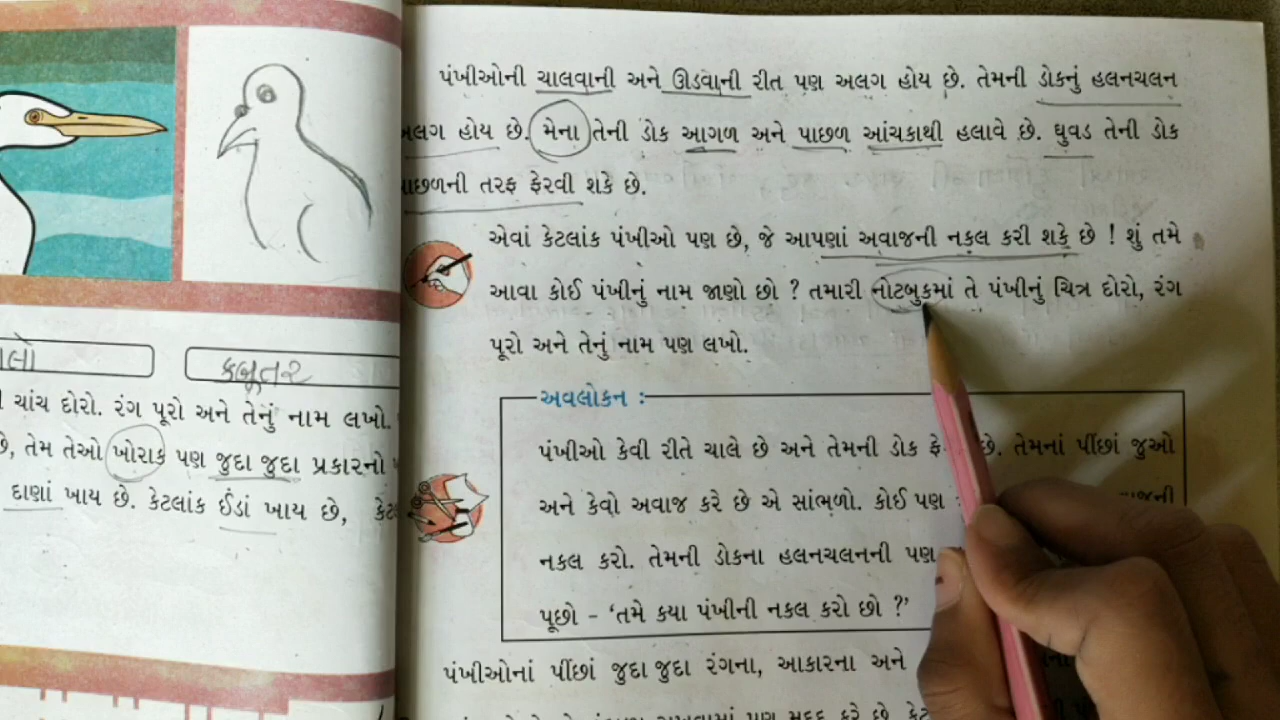 કબૂતર
ચાંચ દોરો. રંગ પૂરો અને તેનું નામ લખો.
છે, તેમ તેઓ ખોરાક પણ જુદા જુદા પ્રકારનો
દાણાં ખાય છે. કેટલાંક ઈંડાં ખાય છે,
પંખીઓની ચાલવાની અને ઊડવાની રીત પણ અલગ હોય છે. તેમની ડોકનું હલનચલન
અલગ હોય છે. મેના તેની ડોક આગળ અને પાછળ આંચકાથી હલાવે છે. ઘુવડ તેની ડોક
પાછળની તરફ ફેરવી શકે છે.
એવાં કેટલાંક પંખીઓ પણ છે, જે આપણાં અવાજની નકલ કરી શકે છે ! શું તમે
આવા કોઈ પંખીનું નામ જાણો છો ? તમારી નોટબુકમાં તે પંખીનું ચિત્ર દોરો, રંગ
પૂરો અને તેનું નામ પણ લખો.
અવલોકન :
પંખીઓ કેવી રીતે ચાલે છે અને તેમની ડોક છે. તેમનાં પીંછાં જુઓ
અને કેવો અવાજ કરે છે એ સાંભળો. કોઈ પણ
નકલ કરો. તેમની ડોકના હલનચલનની પણ
પૂછો – ‘તમે કયા પંખીની નકલ કરો છો ?’
પંખીઓનાં પીંછાં જુદા જુદા રંગના, આકારના અને
પણ મદદ કરે છે.